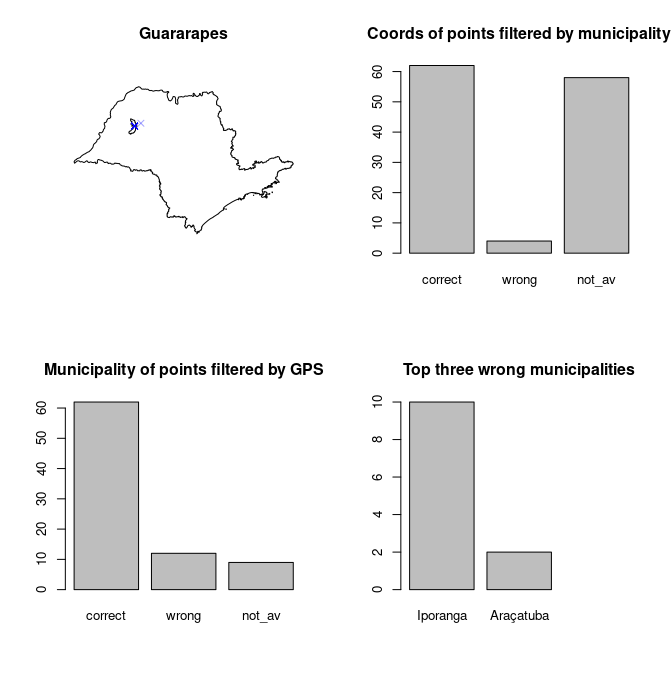 Guararapes
Coords of points filtered by municipality
60
50
40
30
20
10
0
correct wrong not_av
Municipality of points filtered by GPS
60
50
40
30
20
10
0
correct wrong not_av
Top three wrong municipalities
10
8
6
4
2
0
Iporanga Araçatuba